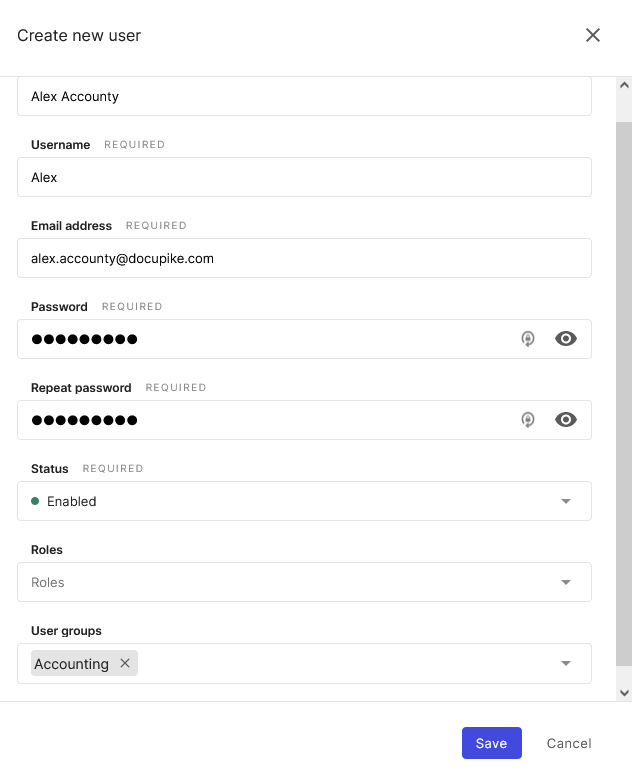 Create new user
Alex Accounty
Username REQUIRED
Alex
Email address REQUIRED
alex.accounty@docupike.com
Password REQUIRED
●●●●●●●●●
Repeat password REQUIRED
●●●●●●●●●
Status REQUIRED
Enabled
Roles
Roles
User groups
Accounting
Save Cancel